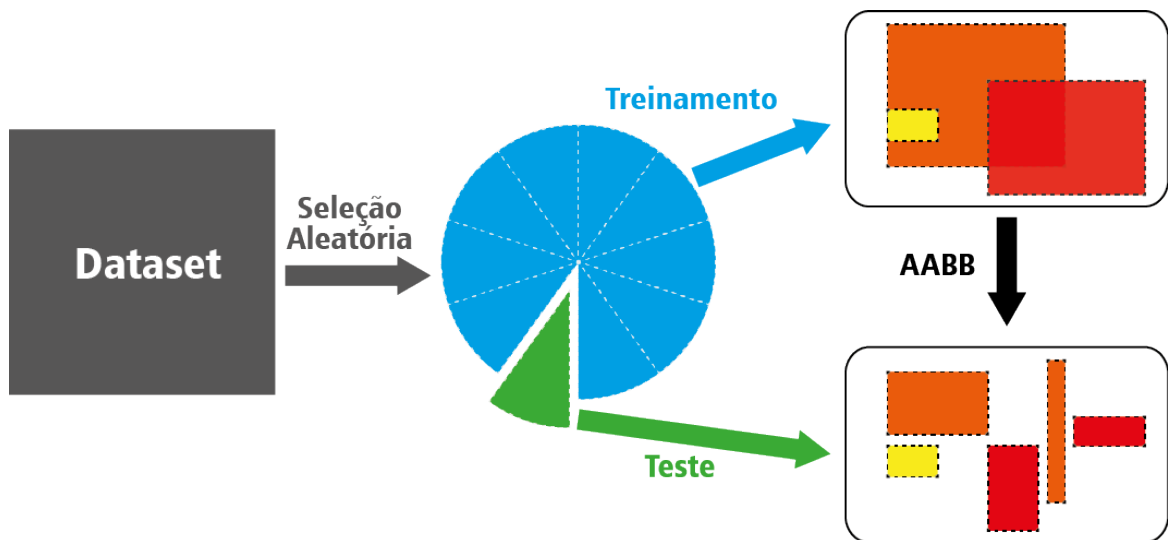 Dataset
Seleção
Aleatória
Treinamento
AABB
Teste